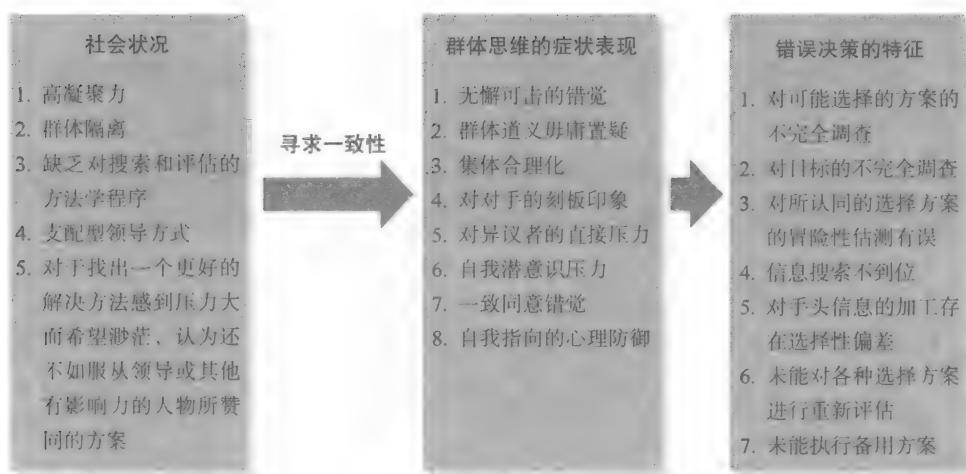 社会状况
1. 高凝聚力
2. 群体隔离
3. 缺乏对搜索和评估的
方法学程序
4. 支配型领导方式
5. 对于找出一个更好的
解决方法感到压力大
而希望渺茫，认为还
不如服从领导或其他
有影响力的人物所赞
同的方案
寻求一致性
群体思维的症状表现
1. 无懈可击的错觉
2. 群体道义毋庸置疑
3. 集体合理化
4. 对对手的刻板印象
5. 对异议者的直接压力
6. 自我潜意识压力
7. 一致同意错觉
8. 自我指向的心理防御
错误决策的特征
1. 对可能选择的方案的
不完全调查
2. 对目标的不完全调查
3. 对所认同的选择方案
的冒险性估测有误
4. 信息搜索不到位
5. 对手头信息的加工存
在选择性偏差
6. 未能对各种选择方案
进行重新评估
7. 未能执行备用方案